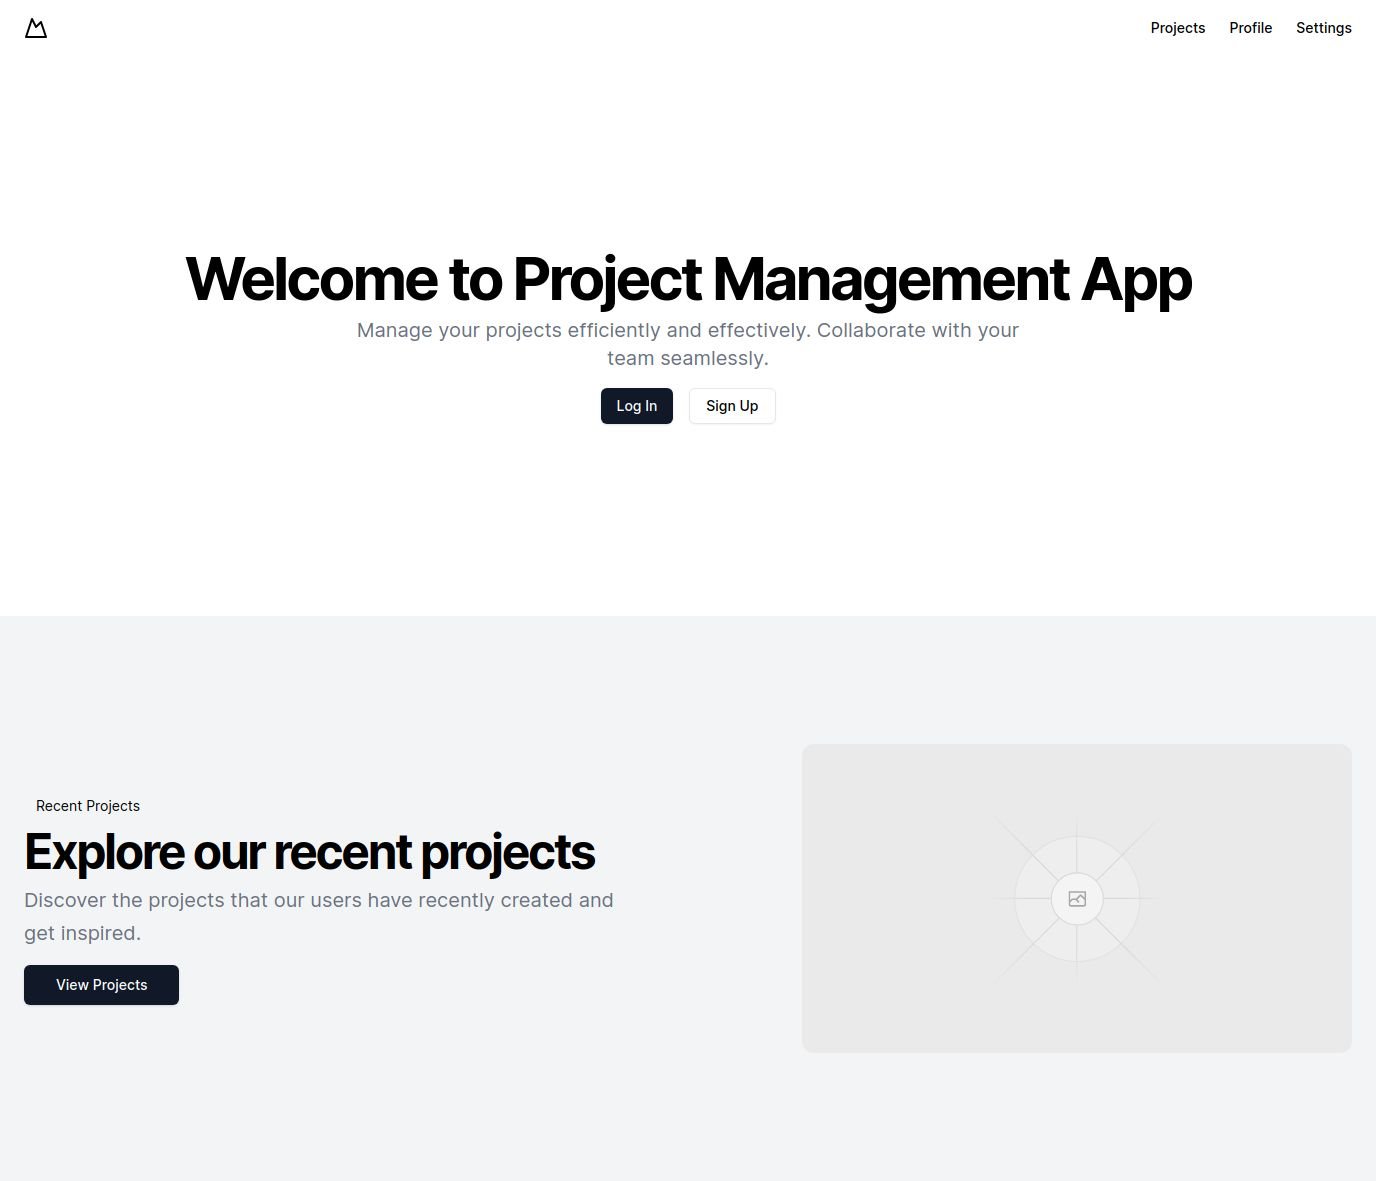 Projects Profile Settings
Welcome to Project Management App
Manage your projects efficiently and effectively. Collaborate with your
team seamlessly.
Log In Sign Up
Recent Projects
Explore our recent projects
Discover the projects that our users have recently created and
get inspired.
View Projects